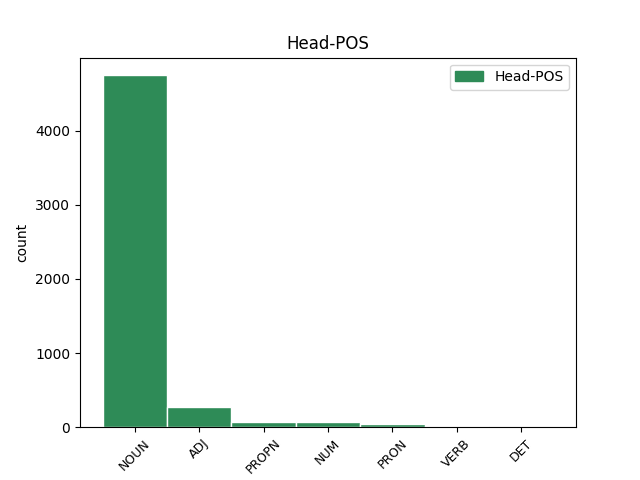 Head-POS
Head-POS
count
4000
3000
2000
1000
0
NOUN ADJ PROPN NUM PRON VERB DET